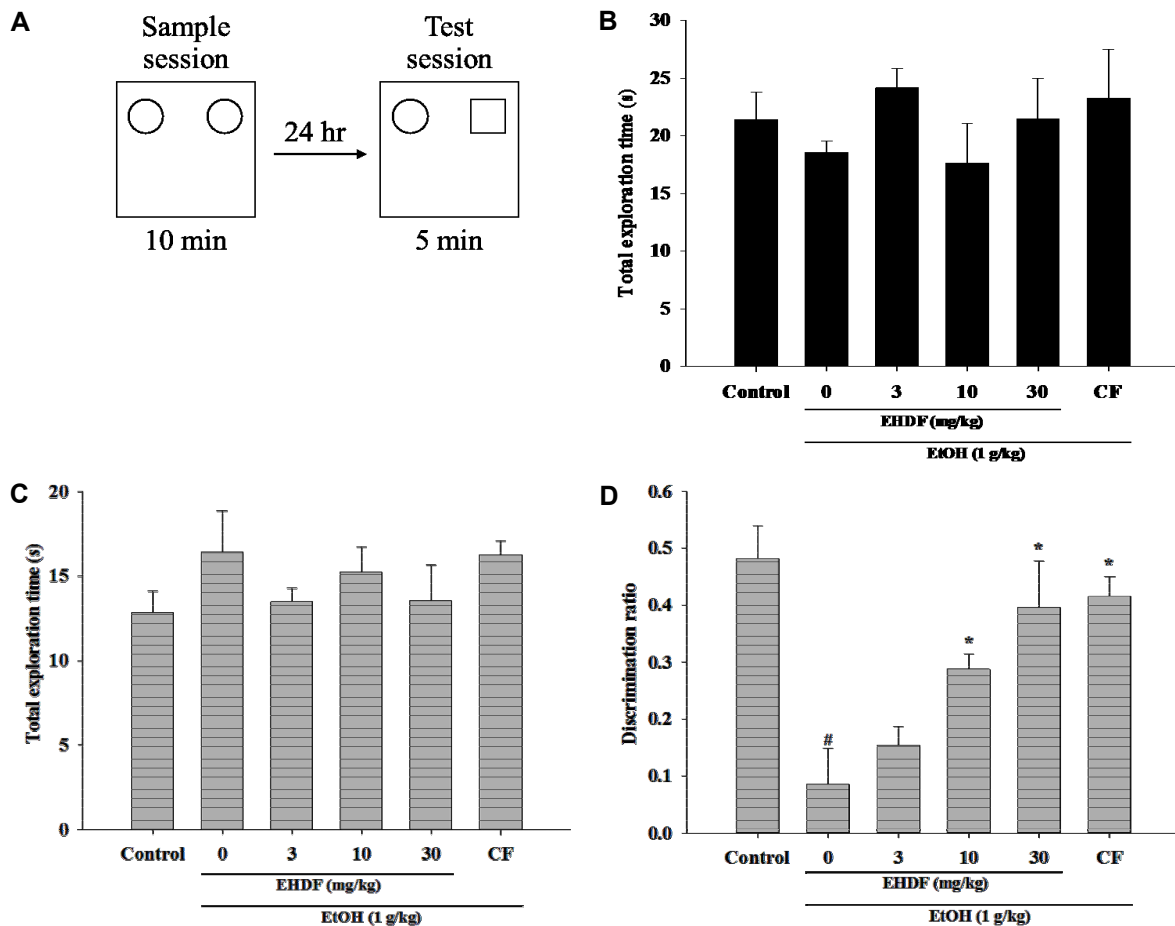 A
Sample
session
Test
session
24 hr
10 min
5 min
B
Total exploration time (s)
30
25
20
15
10
5
0
Control 0 3 10 30 CF
EHDF (mg/kg)
EtOH (1 g/kg)
C
Total exploration time (s)
20
15
10
5
0
Control 0 3 10 30 CF
EHDF (mg/kg)
EtOH (1 g/kg)
D
Discrimination ratio
0.6
0.5
0.4
0.3
0.2
0.1
0.0
#
*
*
*
Control 0 3 10 30 CF
EHDF (mg/kg)
EtOH (1 g/kg)